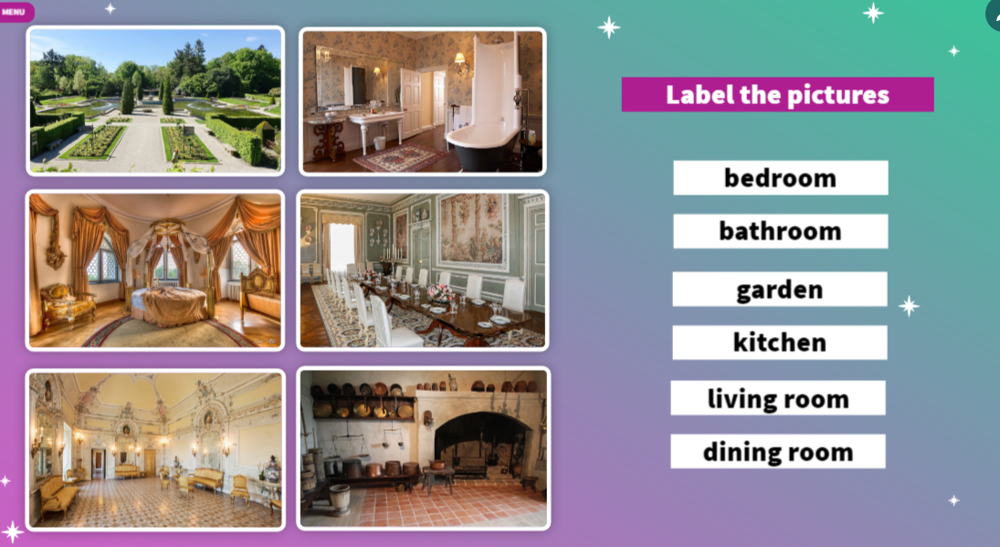 MENU
Label the pictures
bedroom
bathroom
garden
kitchen
living room
dining room